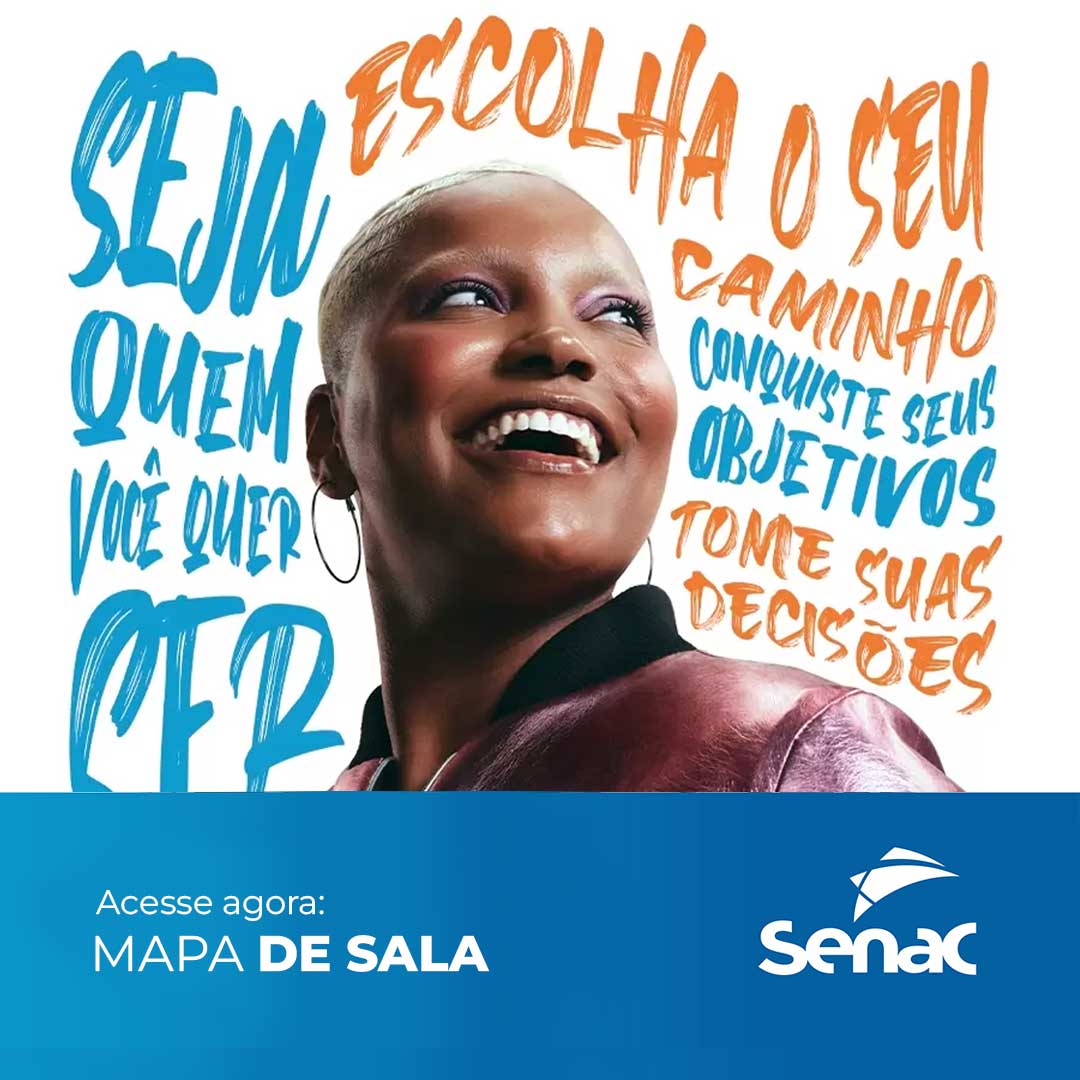 SEJA
QUEM
VOCÊ QUER
SER
ESCOLHA O SEU
CAMINHO
CONQUISTE SEUS
OBJETIVOS
TOME SUAS
DECISÕES
Acesse agora:
MAPA DE SALA
Senac